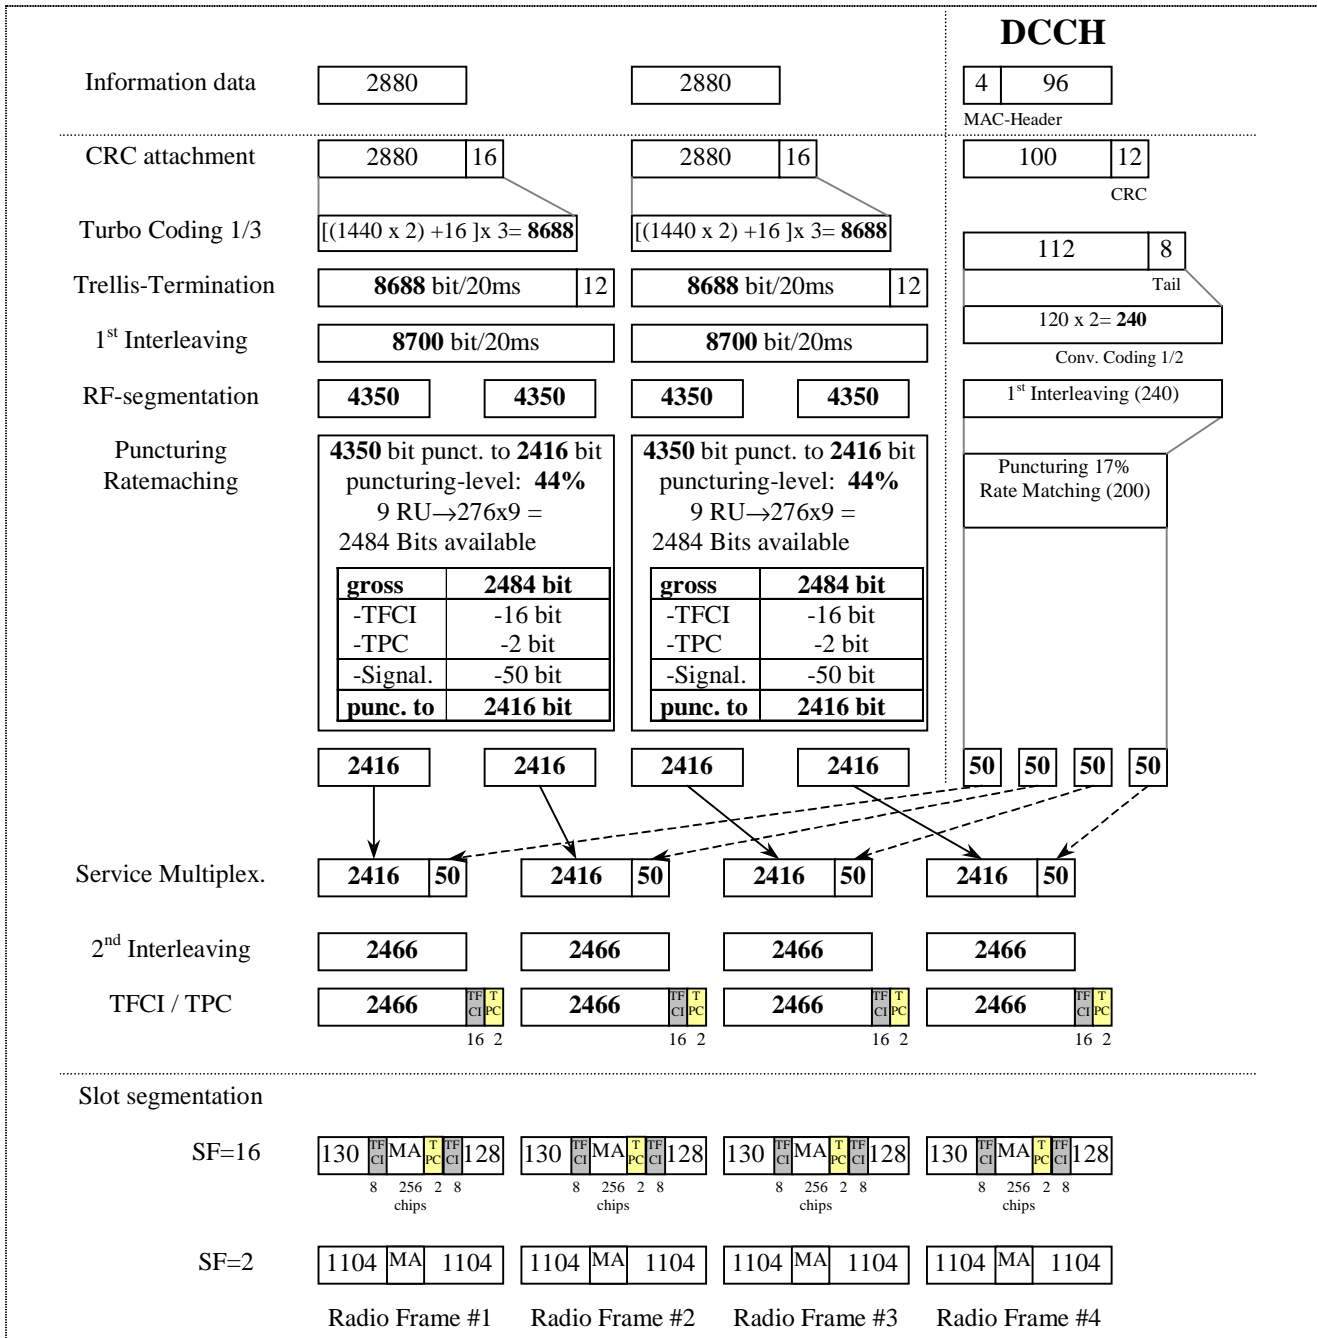 DCCH
Information data 2880 2880 4 96
MAC-Header
CRC attachment 2880 16 2880 16 100 12
CRC
Turbo Coding 1/3 [(1440 x 2) +16 ]x 3= 8688 [(1440 x 2) +16 ]x 3= 8688
112 8
Trellis-Termination 8688 bit/20ms 12 8688 bit/20ms 12
Tail
120 x 2= 240
1st Interleaving 8700 bit/20ms 8700 bit/20ms
Conv. Coding 1/2
RF-segmentation 4350 4350 4350 4350 1st Interleaving (240)
Puncturing 4350 bit punct. to 2416 bit 4350 bit punct. to 2416 bit
Ratemaching puncturing-level: 44% puncturing-level: 44%
Puncturing 17%
Rate Matching (200)
9 RU→276x9 = 9 RU→276x9 =
2484 Bits available 2484 Bits available
gross 2484 bit gross 2484 bit
-TFCI -16 bit -TFCI -16 bit
-TPC -2 bit -TPC -2 bit
-Signal. -50 bit -Signal. -50 bit
punc. to 2416 bit punc. to 2416 bit
2416 2416 2416 2416 50 50 50 50
Service Multiplex. 2416 50 2416 50 2416 50 2416 50
2nd Interleaving 2466 2466 2466 2466
TFCI / TPC 2466 TF CI T PC 2466 TF CI T PC 2466 TF CI T PC 2466 TF CI T PC
16 2 16 2 16 2 16 2
Slot segmentation
SF=16 130 TF CI MA T PC TF CI 128 130 TF CI MA T PC TF CI 128 130 TF CI MA T PC TF CI 128 130 TF CI MA T PC TF CI 128
8 256 2 8 8 256 2 8 8 256 2 8 8 256 2 8
chips chips chips chips
SF=2 1104 MA 1104 1104 MA 1104 1104 MA 1104 1104 MA 1104
Radio Frame #1 Radio Frame #2 Radio Frame #3 Radio Frame #4